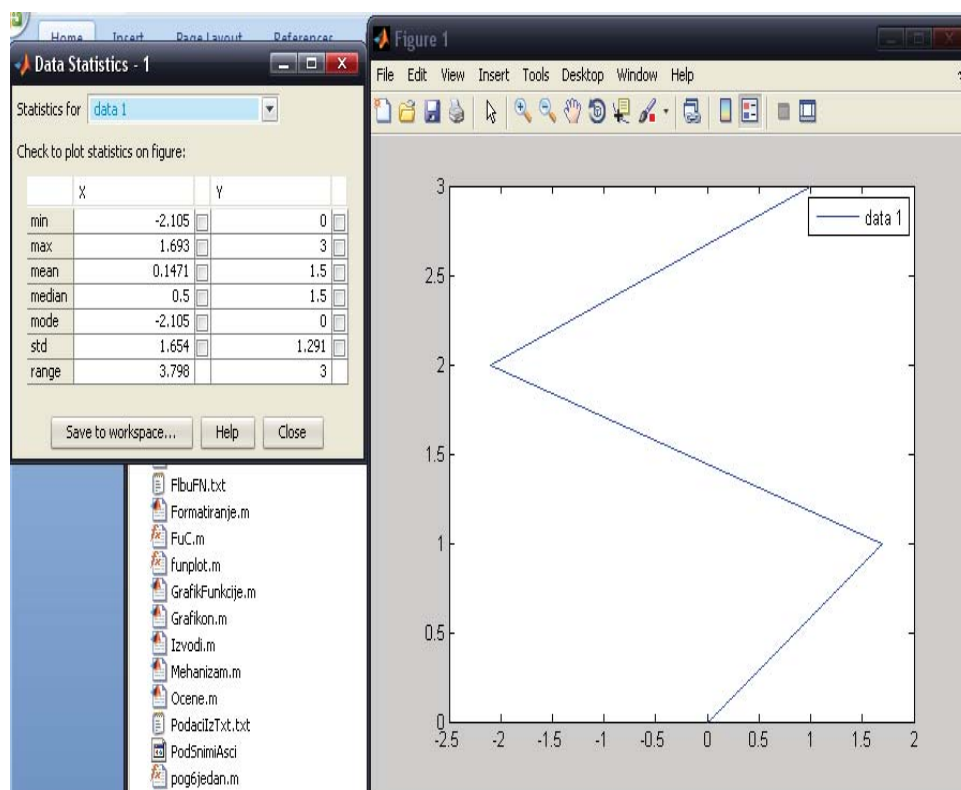 Home Insert Page Layout References
Data Statistics - 1
Statistics for data 1
Check to plot statistics on figure:
X Y
min -2.105 0
max 1.693 3
mean 0.1471 1.5
median 0.5 1.5
mode -2.105 0
std 1.654 1.291
range 3.798 3
Save to workspace... Help Close
FlbuFN.txt
Formatiranje.m
FuC.m
funplot.m
GrafikFunkcije.m
Grafikon.m
Izvodi.m
Mehanizam.m
Ocene.m
PodaciIzTxt.txt
PodSnimiAsci
pog6jedan.m
Figure 1
File Edit View Insert Tools Desktop Window Help
data 1
3
2.5
2
1.5
1
0.5
0
-2.5 -2 -1.5 -1 -0.5 0 0.5 1 1.5 2